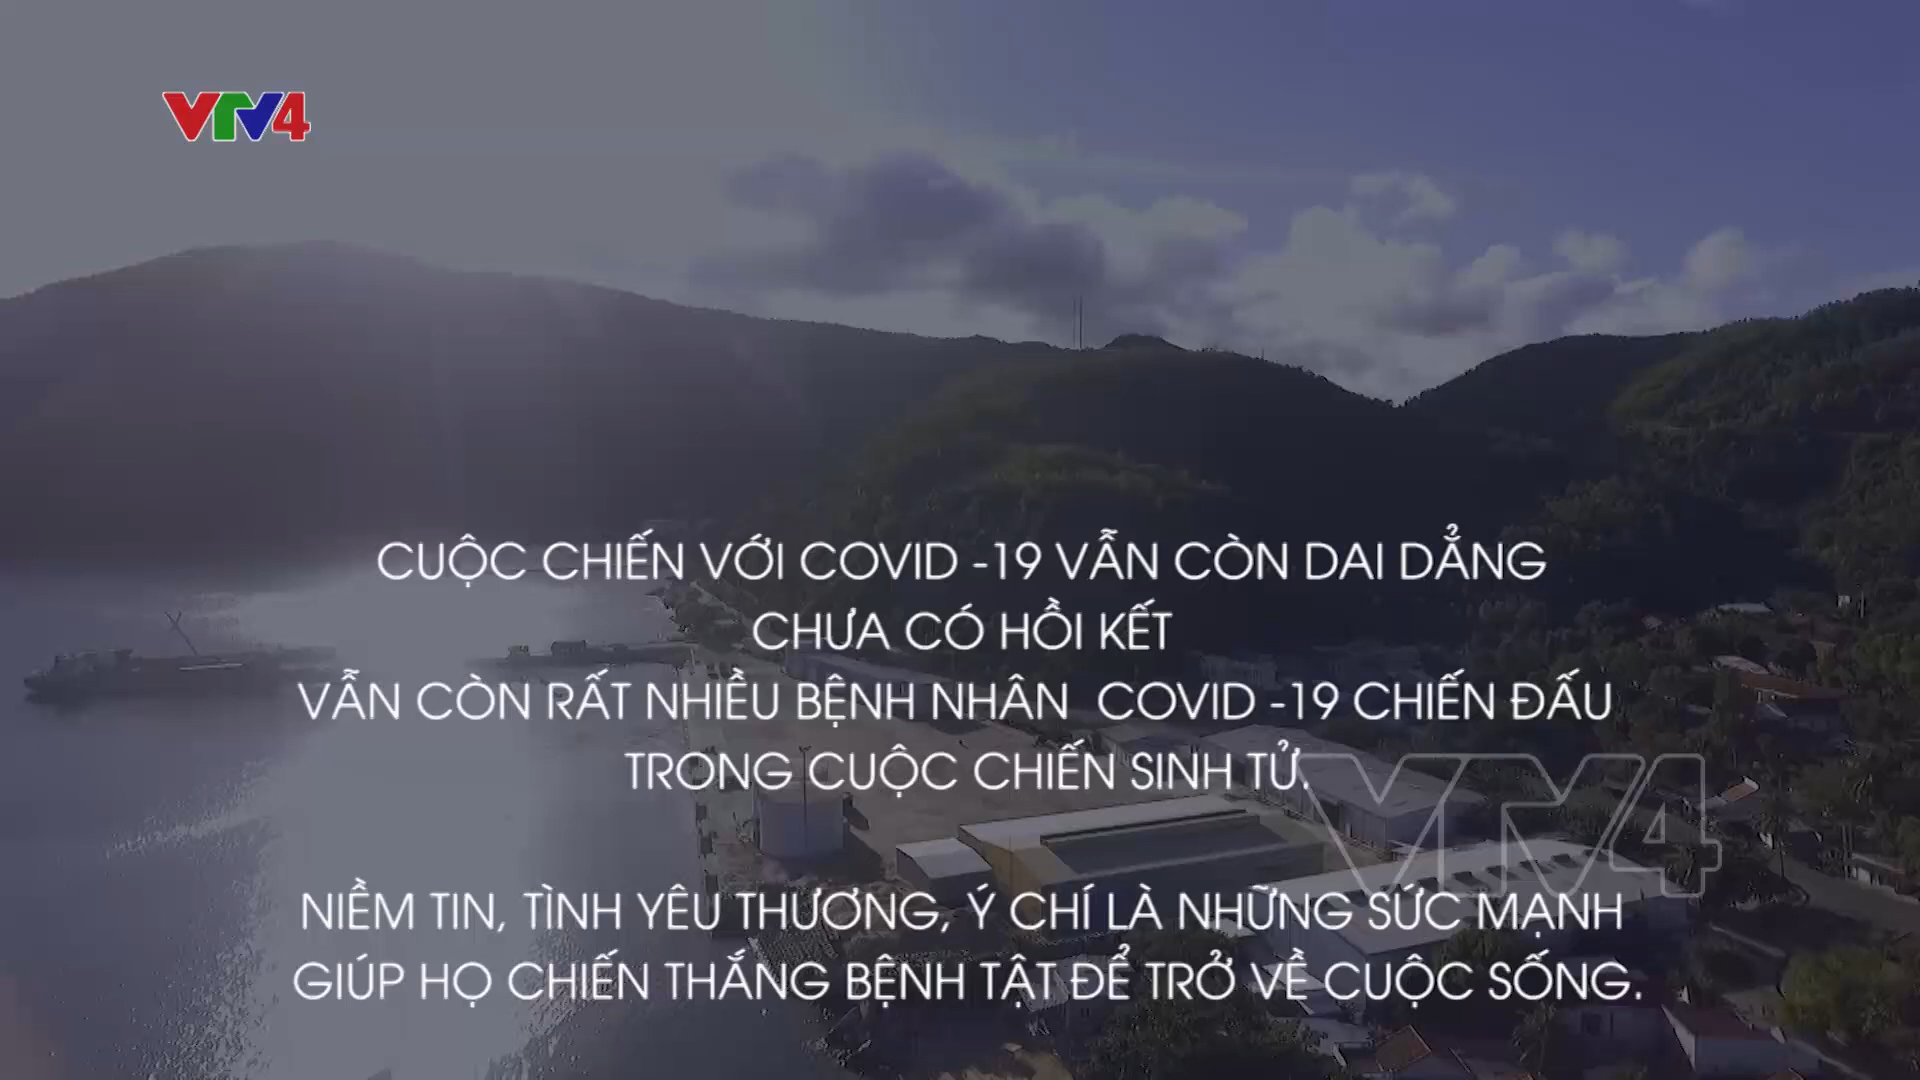 VTV4
CUỘC CHIẾN VỚI COVID -19 VẪN CÒN DAI DẲNG
CHƯA CÓ HỒI KẾT
VẪN CÒN RẤT NHIỀU BỆNH NHÂN COVID -19 CHIẾN ĐẤU
TRONG CUỘC CHIẾN SINH TỬ.
VTV4
NIỀM TIN, TÌNH YÊU THƯƠNG, Ý CHÍ LÀ NHỮNG SỨC MẠNH
GIÚP HỌ CHIẾN THẮNG BỆNH TẬT ĐỂ TRỞ VỀ CUỘC SỐNG.